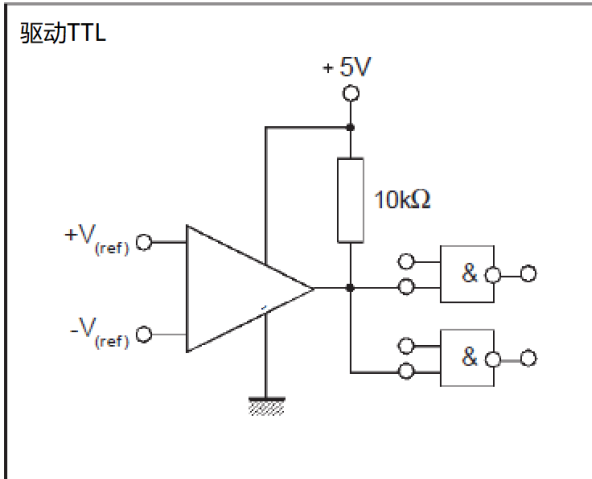 驱动TTL
+ 5V
10kΩ
+V(ref)
-V(ref)
&
&